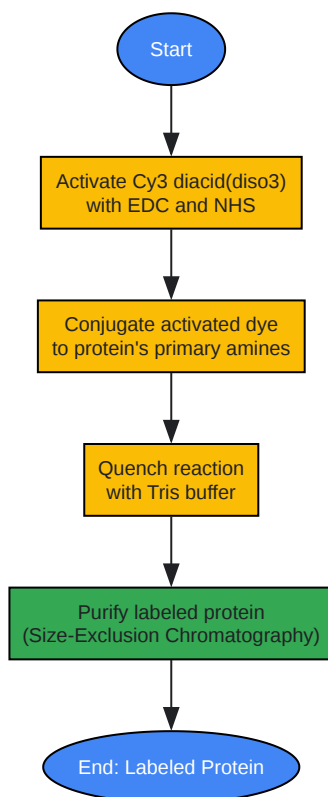 Start
Activate Cy3 diacid(diso3)
with EDC and NHS
Conjugate activated dye
to protein's primary amines
Quench reaction
with Tris buffer
Purify labeled protein
(Size-Exclusion Chromatography)
End: Labeled Protein